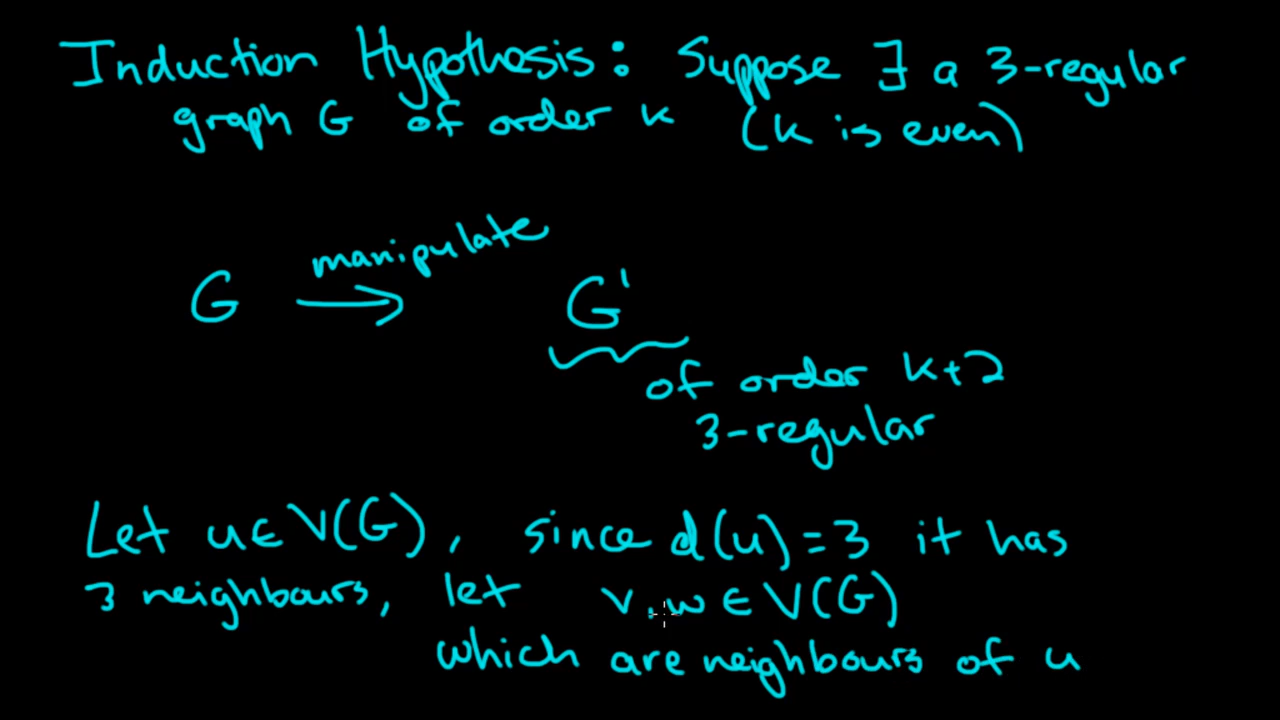 Induction Hypothesis: Suppose ∃ a 3-regular
graph G of order k (k is even)
manipulate
G → G'
of order k+2
3-regular
Let u∈V(G), since d(u)=3 it has
3 neighbours, let v,w ∈ V(G)
which are neighbours of u